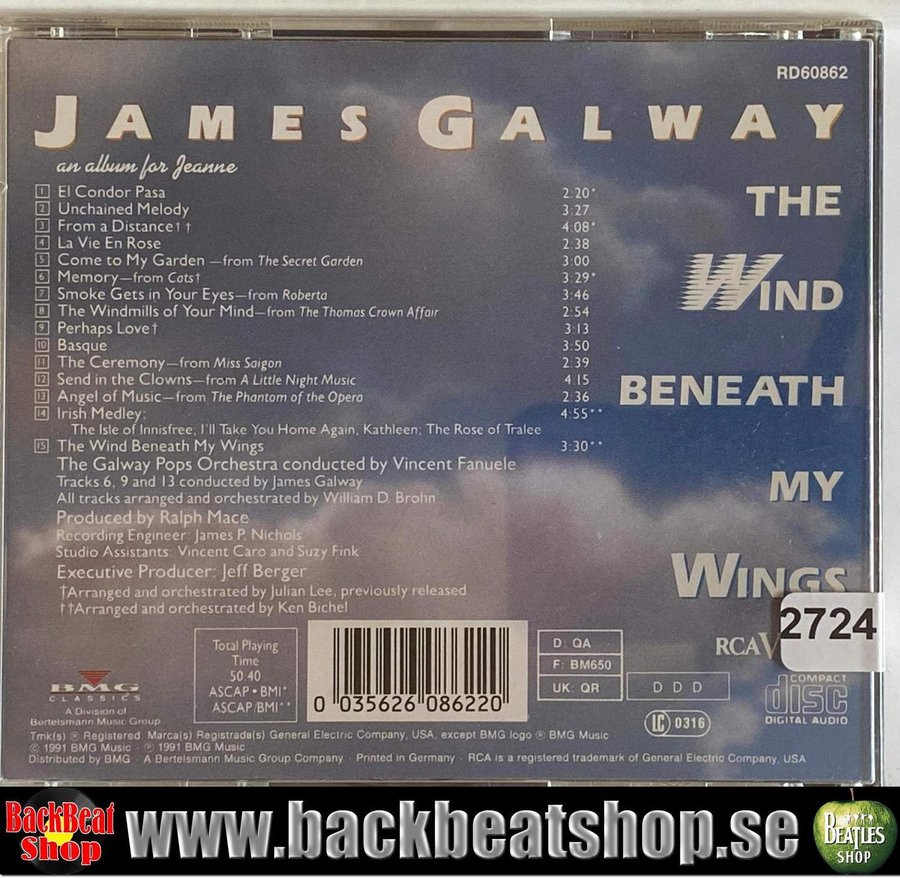 RD60862
JAMES GALWAY
an album for Jeanne
THE
WIND
BENEATH
MY
WINGS
1 El Condor Pasa 2:20*
2 Unchained Melody 3:27
3 From a Distance†† 4:08*
4 La Vie En Rose 2:38
5 Come to My Garden—from The Secret Garden 3:00
6 Memory—from Cats† 3:29*
7 Smoke Gets in Your Eyes—from Roberta 3:46
8 The Windmills of Your Mind—from The Thomas Crown Affair 2:54
9 Perhaps Love† 3:13
10 Basque 3:50
11 The Ceremony—from Miss Saigon 2:39
12 Send in the Clowns—from A Little Night Music 4:15
13 Angel of Music—from The Phantom of the Opera 2:36
14 Irish Medley: 4:55**
The Isle of Innisfree; I'll Take You Home Again, Kathleen; The Rose of Tralee
15 The Wind Beneath My Wings 3:30**
The Galway Pops Orchestra conducted by Vincent Fanuele
Tracks 6, 9 and 13 conducted by James Galway
All tracks arranged and orchestrated by William D. Brohn
Produced by Ralph Mace
Recording Engineer: James P. Nichols
Studio Assistants: Vincent Caro and Suzy Fink
Executive Producer: Jeff Berger
†Arranged and orchestrated by Julian Lee, previously released
††Arranged and orchestrated by Ken Bichel
2724
RCA V
BMG
CLASSICS
A Division of
Bertelsmann Music Group
Total Playing
Time
50:40
ASCAP•BMI*
ASCAP/BMI**
0 035626 086220
D: QA
F: BM650
UK: QR
D D D
LC 0316
COMPACT
disc
DIGITAL AUDIO
Tmk(s) ® Registered Marca(s) Registrada(s) General Electric Company, USA, except BMG logo ® BMG Music
© 1991 BMG Music · ℗ 1991 BMG Music
Distributed by BMG · A Bertelsmann Music Group Company Printed in Germany RCA is a registered trademark of General Electric Company, USA
BackBeat
Shop
www.backbeatshop.se
BEATLES
SHOP